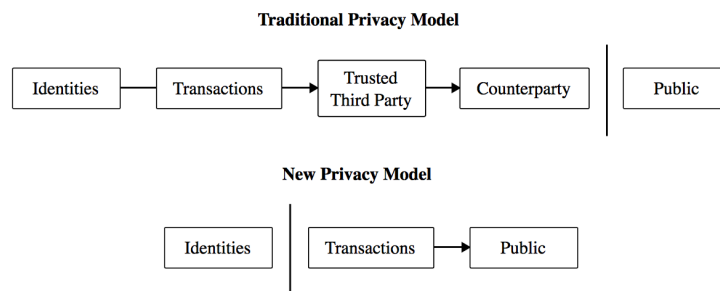 Traditional Privacy Model
Identities
Transactions
Trusted
Third Party
Counterparty
Public
New Privacy Model
Identities
Transactions
Public